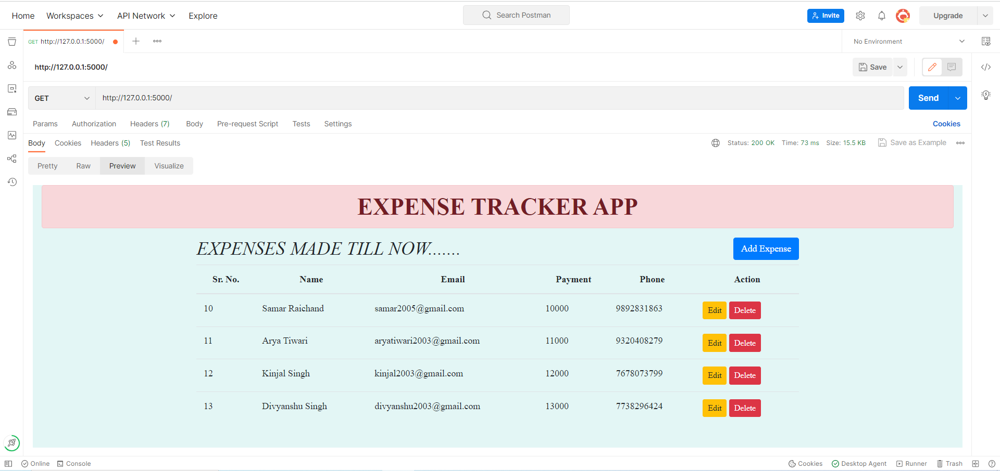 Home Workspaces API Network Explore Search Postman Invite Upgrade
GET http://127.0.0.1:5000/ No Environment
http://127.0.0.1:5000/ Save
GET http://127.0.0.1:5000/ Send
Params Authorization Headers (7) Body Pre-request Script Tests Settings Cookies
Body Cookies Headers (5) Test Results Status: 200 OK Time: 73 ms Size: 15.5 KB Save as Example
Pretty Raw Preview Visualize
EXPENSE TRACKER APP
EXPENSES MADE TILL NOW....... Add Expense
Sr. No. Name Email Payment Phone Action
10 Samar Raichand samar2005@gmail.com 10000 9892831863 Edit Delete
11 Arya Tiwari aryatiwari2003@gmail.com 11000 9320408279 Edit Delete
12 Kinjal Singh kinjal2003@gmail.com 12000 7678073799 Edit Delete
13 Divyanshu Singh divyanshu2003@gmail.com 13000 7738296424 Edit Delete
Online Console Cookies Desktop Agent Runner Trash